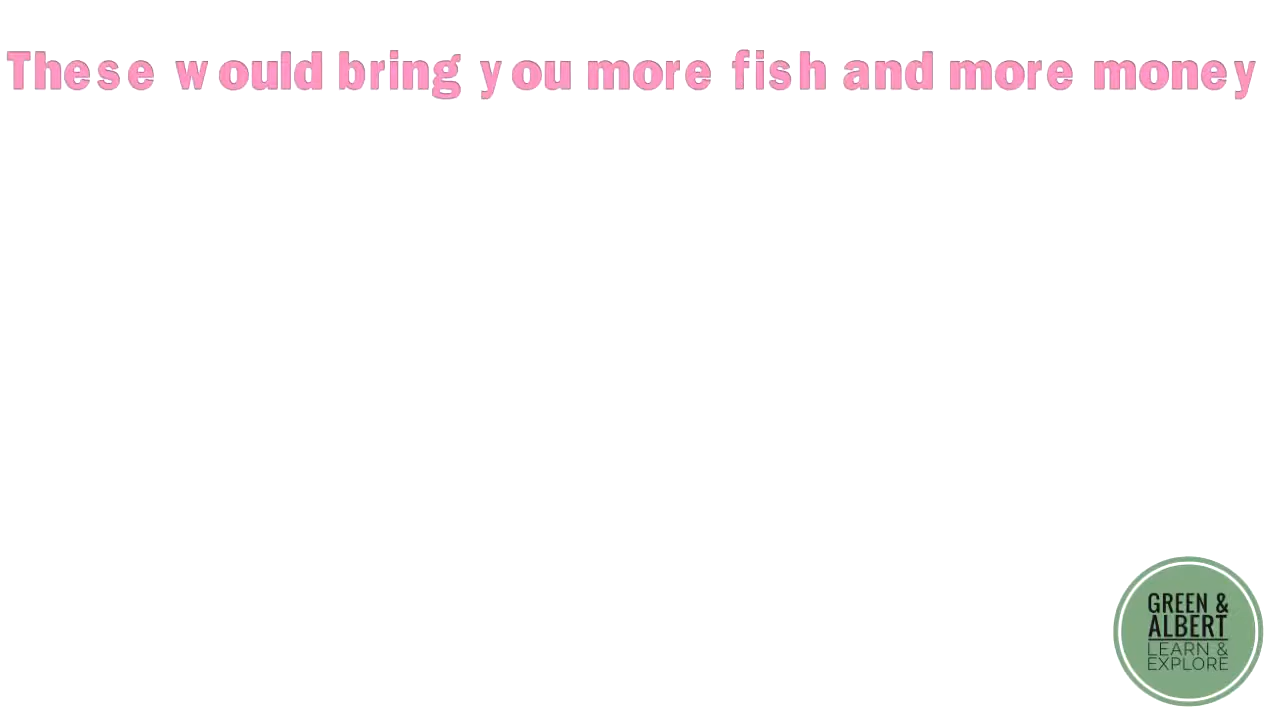 These would bring you more fish and more money
GREEN &
ALBERT
LEARN &
EXPLORE